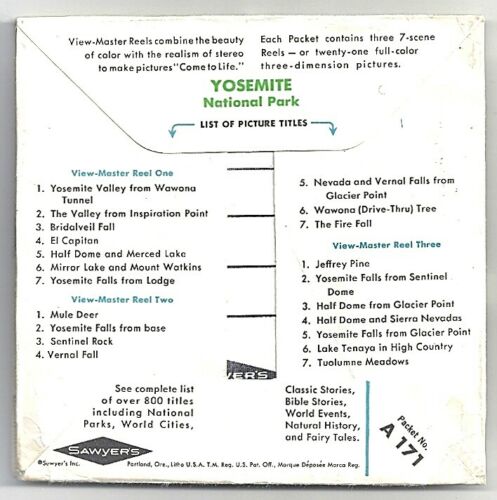 View-Master Reels combine the beauty
of color with the realism of stereo
to make pictures "Come to Life."
Each Packet contains three 7-scene
Reels — or twenty-one full-color
three-dimension pictures.
YOSEMITE
National Park
LIST OF PICTURE TITLES
View-Master Reel One
1. Yosemite Valley from Wawona
Tunnel
2. The Valley from Inspiration Point
3. Bridalveil Fall
4. El Capitan
5. Half Dome and Merced Lake
6. Mirror Lake and Mount Watkins
7. Yosemite Falls from Lodge
View-Master Reel Two
1. Mule Deer
2. Yosemite Falls from base
3. Sentinel Rock
4. Vernal Fall
5. Nevada and Vernal Falls from
Glacier Point
6. Wawona (Drive-Thru) Tree
7. The Fire Fall
View-Master Reel Three
1. Jeffrey Pine
2. Yosemite Falls from Sentinel
Dome
3. Half Dome from Glacier Point
4. Half Dome and Sierra Nevadas
5. Yosemite Falls from Glacier Point
6. Lake Tenaya in High Country
7. Tuolumne Meadows
WYER'S
See complete list
of over 800 titles
including National
Parks, World Cities,
Classic Stories,
Bible Stories,
World Events,
Natural History,
and Fairy Tales.
Packet No.
A 171
SAWYER'S
©Sawyer's Inc.
Portland, Ore., Litho U.S.A. T.M. Reg. U.S. Pat. Off., Marque Déposée Marca Reg.